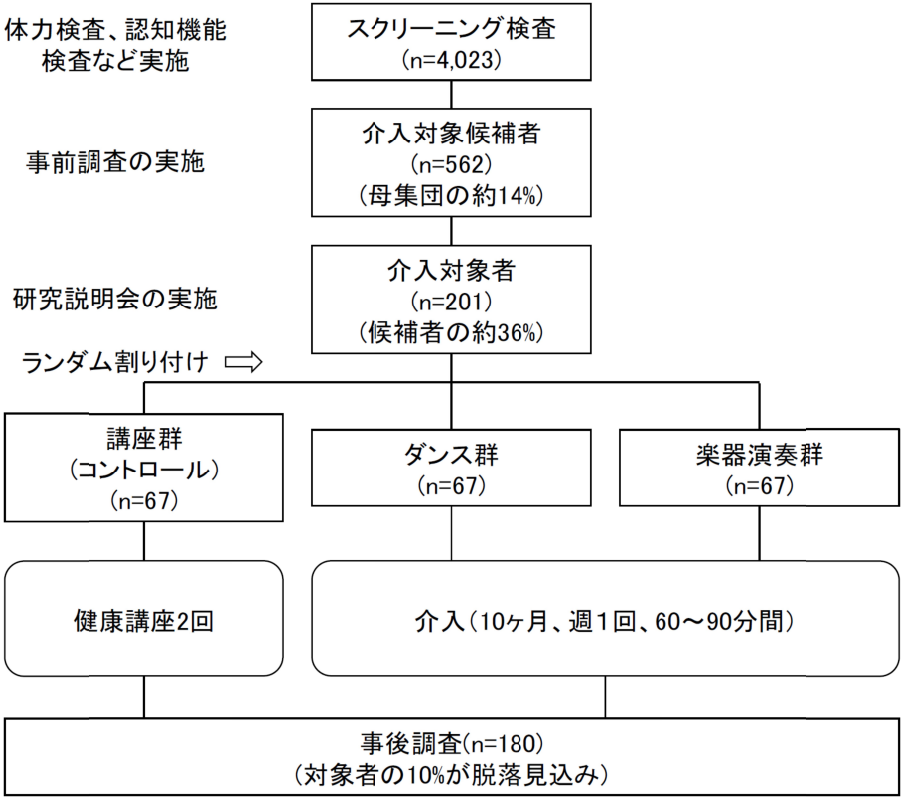 体力検査、認知機能
検査など実施
スクリーニング検査
(n=4,023)
事前調査の実施
介入対象候補者
(n=562)
(母集団の約14%)
研究説明会の実施
介入対象者
(n=201)
(候補者の約36%)
ランダム割り付け
講座群
(コントロール)
(n=67)
ダンス群
(n=67)
楽器演奏群
(n=67)
健康講座2回
介入(10ヶ月、週1回、60～90分間)
事後調査(n=180)
(対象者の10%が脱落見込み)